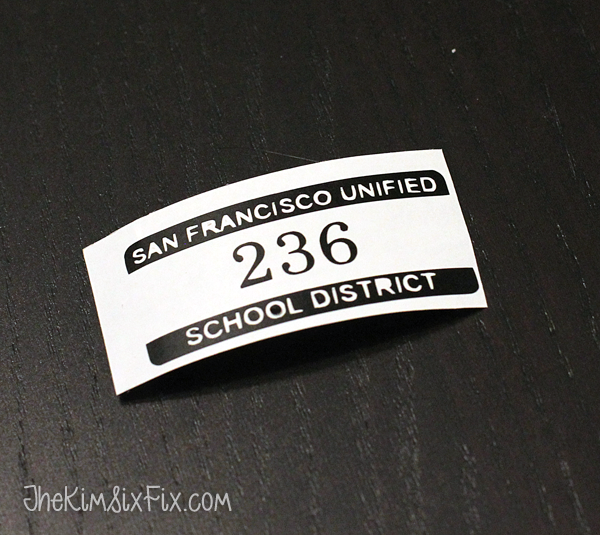 SAN FRANCISCO UNIFIED
236
SCHOOL DISTRICT
TheKimSixFix.com